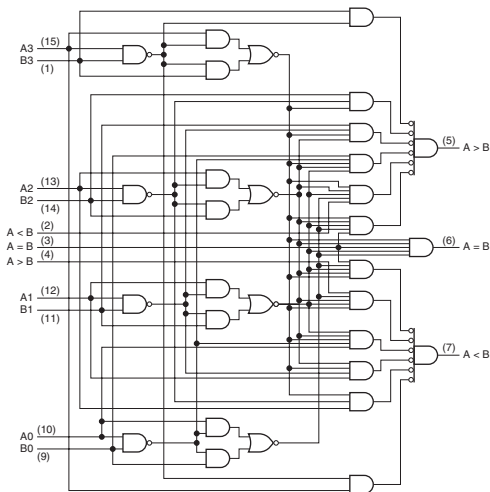 A3 (15)
B3
(1)
(5) A > B
A2 (13)
B2
(14)
A < B (2)
A = B (3)
A > B (4)
(6) A = B
A1 (12)
B1
(11)
(7) A < B
A0 (10)
B0
(9)